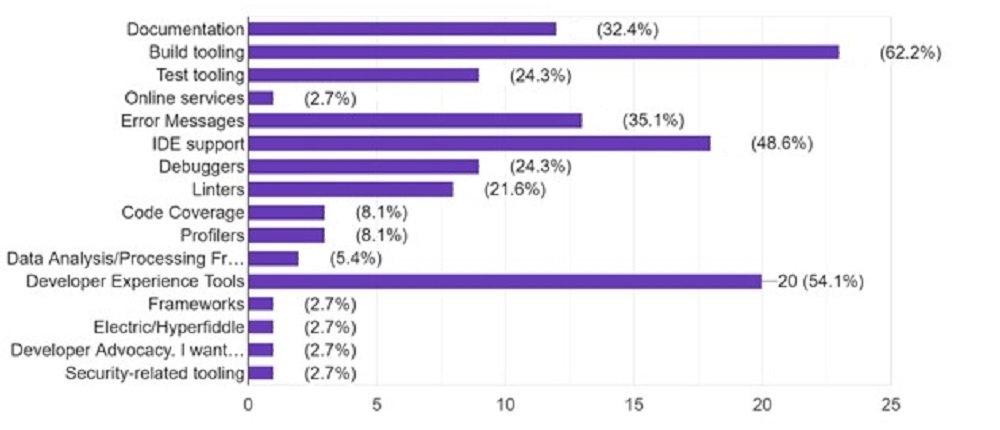 Documentation (32.4%)
Build tooling (62.2%)
Test tooling (24.3%)
Online services (2.7%)
Error Messages (35.1%)
IDE support (48.6%)
Debuggers (24.3%)
Linters (21.6%)
Code Coverage (8.1%)
Profilers (8.1%)
Data Analysis/Processing Fr... (5.4%)
Developer Experience Tools 20 (54.1%)
Frameworks (2.7%)
Electric/Hyperfiddle (2.7%)
Developer Advocacy. I want... (2.7%)
Security-related tooling (2.7%)
0 5 10 15 20 25